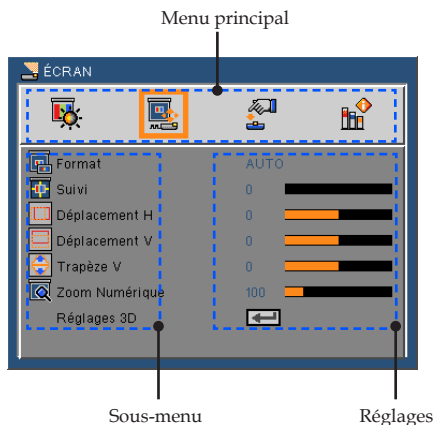 Menu principal
ÉCRAN
Format AUTO
Suivi 0
Déplacement H 0
Déplacement V 0
Trapèze V 0
Zoom Numérique 100
Réglages 3D
Sous-menu Réglages